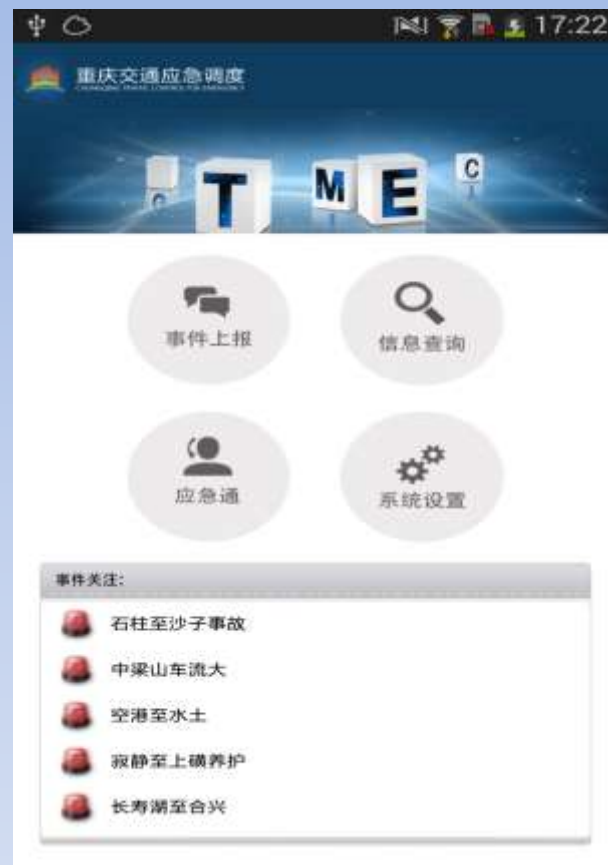 17:22
重庆交通应急调度
C T M E C
事件上报
信息查询
应急通
系统设置
事件关注:
石柱至沙子事故
中梁山车流大
空港至水土
寂静至上磺养护
长寿湖至合兴